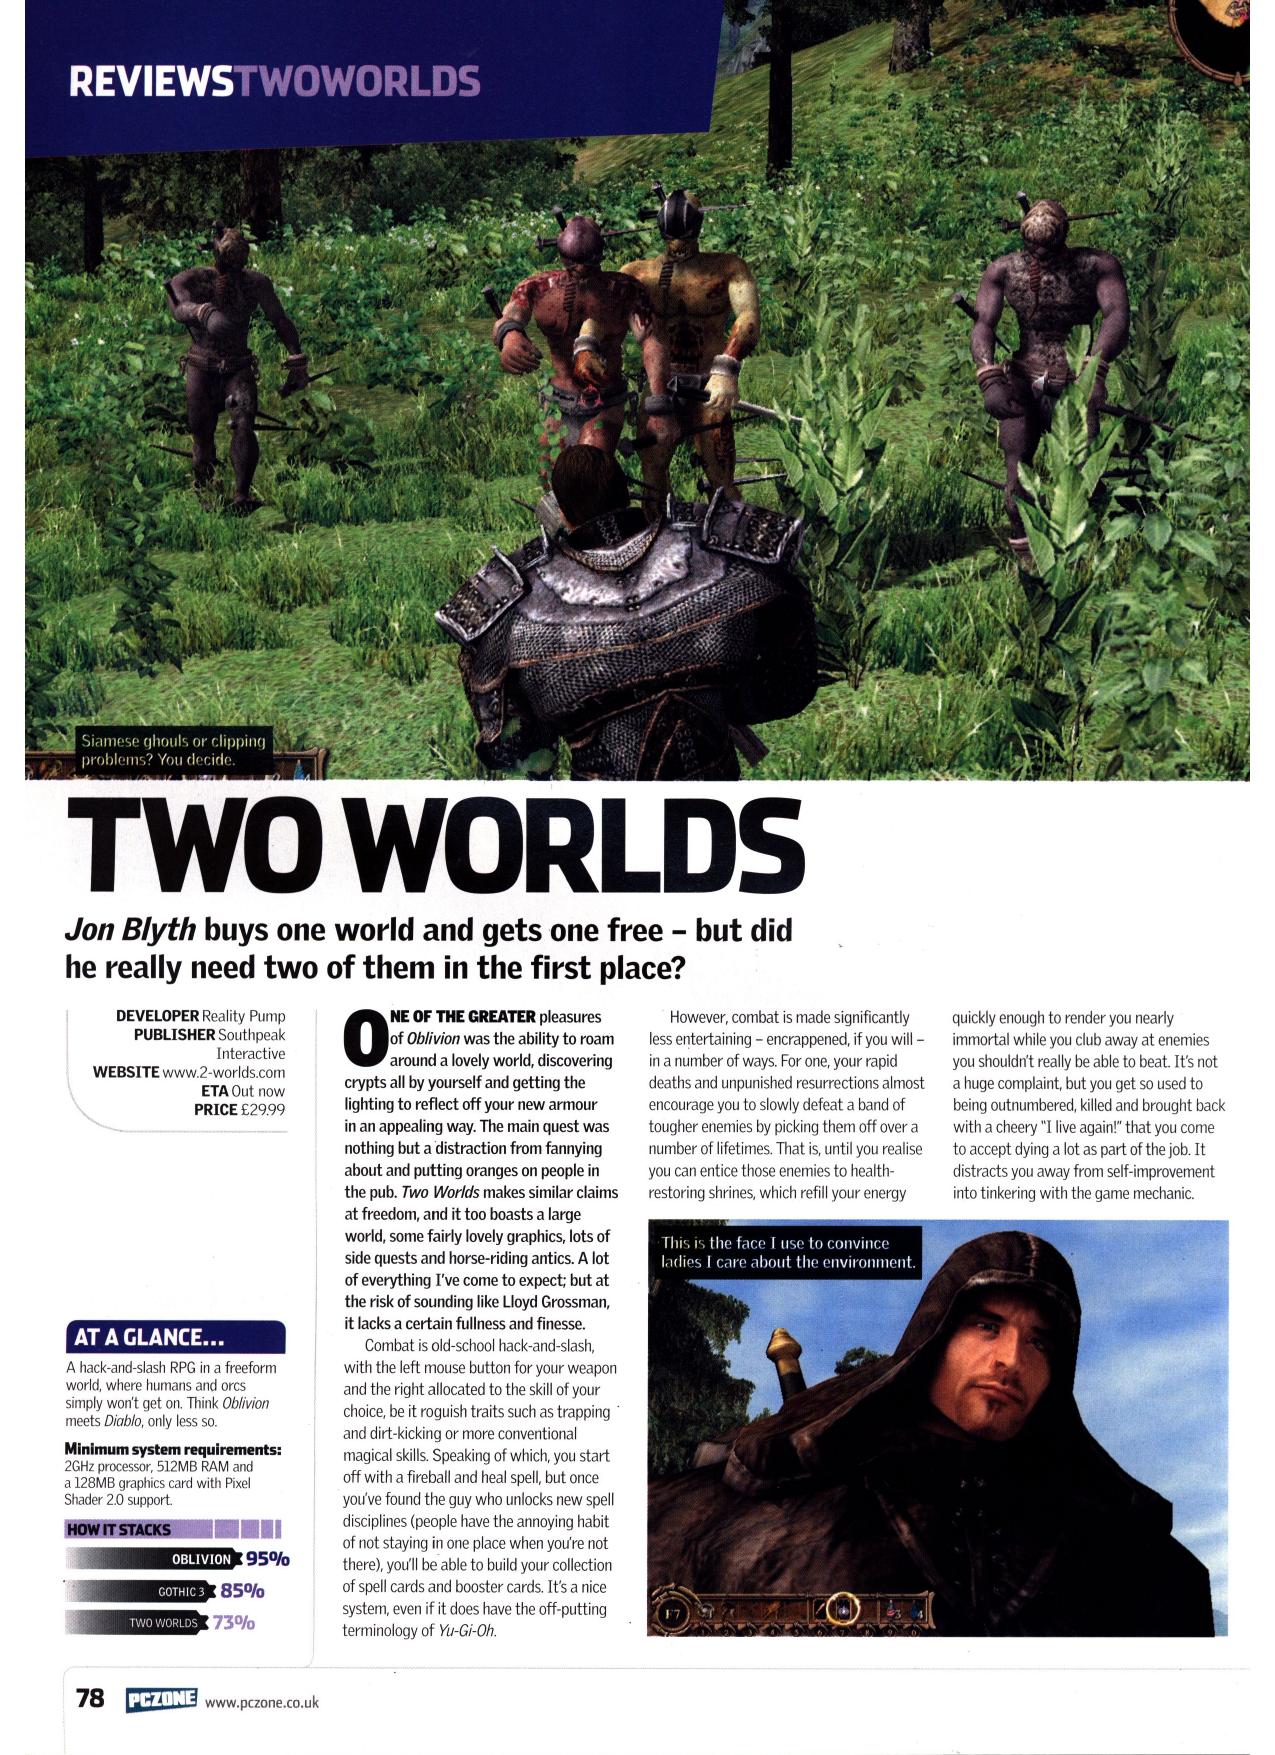 REVIEWSTWOWORLDS
Siamese ghouls or clipping
problems? You decide.
TWO WORLDS
Jon Blyth buys one world and gets one free – but did
he really need two of them in the first place?
DEVELOPER Reality Pump
PUBLISHER Southpeak
Interactive
WEBSITE www.2-worlds.com
ETA Out now
PRICE £29.99
AT A GLANCE...
A hack-and-slash RPG in a freeform
world, where humans and orcs
simply won't get on. Think Oblivion
meets Diablo, only less so.
Minimum system requirements:
2GHz processor, 512MB RAM and
a 128MB graphics card with Pixel
Shader 2.0 support.
HOW IT STACKS
OBLIVION 95%
GOTHIC 3 85%
TWO WORLDS 73%
ONE OF THE GREATER pleasures
of Oblivion was the ability to roam
around a lovely world, discovering
crypts all by yourself and getting the
lighting to reflect off your new armour
in an appealing way. The main quest was
nothing but a distraction from fannying
about and putting oranges on people in
the pub. Two Worlds makes similar claims
at freedom, and it too boasts a large
world, some fairly lovely graphics, lots of
side quests and horse-riding antics. A lot
of everything I've come to expect; but at
the risk of sounding like Lloyd Grossman,
it lacks a certain fullness and finesse.
Combat is old-school hack-and-slash,
with the left mouse button for your weapon
and the right allocated to the skill of your
choice, be it roguish traits such as trapping
and dirt-kicking or more conventional
magical skills. Speaking of which, you start
off with a fireball and heal spell, but once
you've found the guy who unlocks new spell
disciplines (people have the annoying habit
of not staying in one place when you're not
there), you'll be able to build your collection
of spell cards and booster cards. It's a nice
system, even if it does have the off-putting
terminology of Yu-Gi-Oh.
However, combat is made significantly
less entertaining – encrappened, if you will –
in a number of ways. For one, your rapid
deaths and unpunished resurrections almost
encourage you to slowly defeat a band of
tougher enemies by picking them off over a
number of lifetimes. That is, until you realise
you can entice those enemies to health-
restoring shrines, which refill your energy
quickly enough to render you nearly
immortal while you club away at enemies
you shouldn't really be able to beat. It's not
a huge complaint, but you get so used to
being outnumbered, killed and brought back
with a cheery "I live again!" that you come
to accept dying a lot as part of the job. It
distracts you away from self-improvement
into tinkering with the game mechanic.
This is the face I use to convince
ladies I care about the environment.
F7
78 PCZONE www.pczone.co.uk